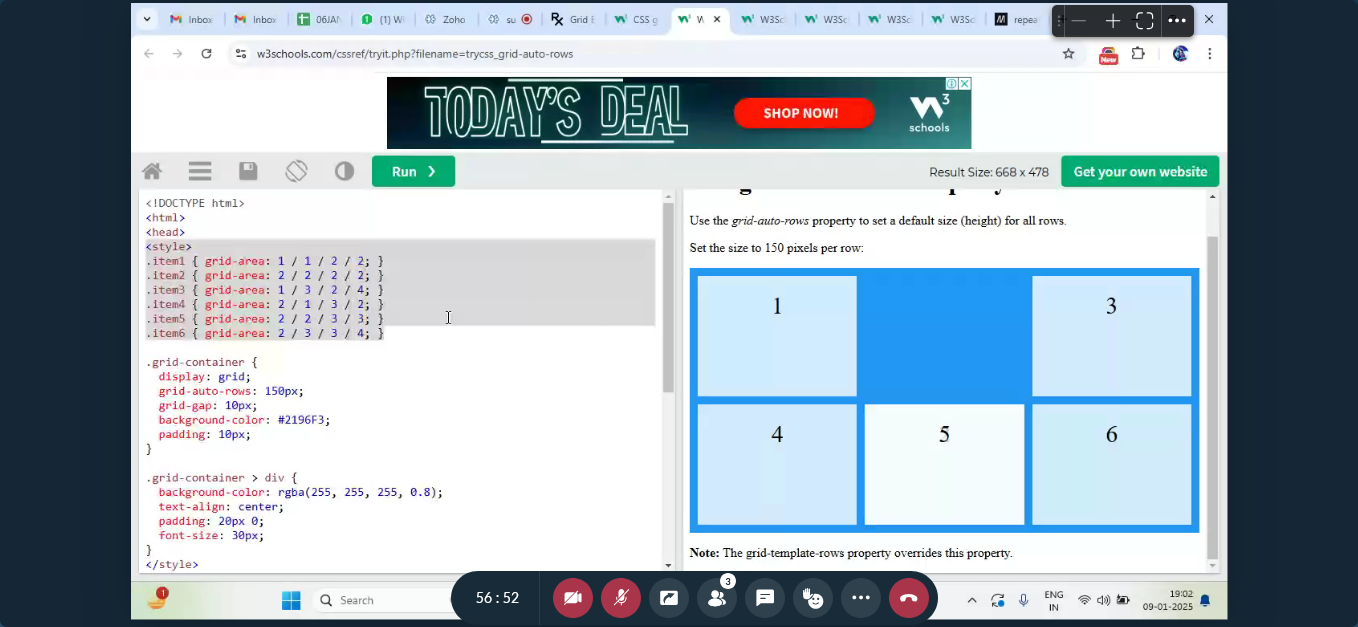 Inbox
Inbox
06JAN
(1) W
Zoho
su
Grid E
CSS g
W3Sc
W3Sc
W3Sc
W3Sc
repea
w3schools.com/cssref/tryit.php?filename=trycss_grid-auto-rows
New
TODAY'S DEAL
SHOP NOW!
3
schools
Run ❯
Result Size: 668 x 478
Get your own website
<!DOCTYPE html>
<html>
<head>
<style>
.item1 { grid-area: 1 / 1 / 2 / 2; }
.item2 { grid-area: 2 / 2 / 2 / 2; }
.item3 { grid-area: 1 / 3 / 2 / 4; }
.item4 { grid-area: 2 / 1 / 3 / 2; }
.item5 { grid-area: 2 / 2 / 3 / 3; }
.item6 { grid-area: 2 / 3 / 3 / 4; }
.grid-container {
display: grid;
grid-auto-rows: 150px;
grid-gap: 10px;
background-color: #2196F3;
padding: 10px;
}
.grid-container > div {
background-color: rgba(255, 255, 255, 0.8);
text-align: center;
padding: 20px 0;
font-size: 30px;
}
</style>
Use the grid-auto-rows property to set a default size (height) for all rows.
Set the size to 150 pixels per row:
1
3
4
5
6
Note: The grid-template-rows property overrides this property.
1
Search
56:52
3
ENG
IN
19:02
09-01-2025